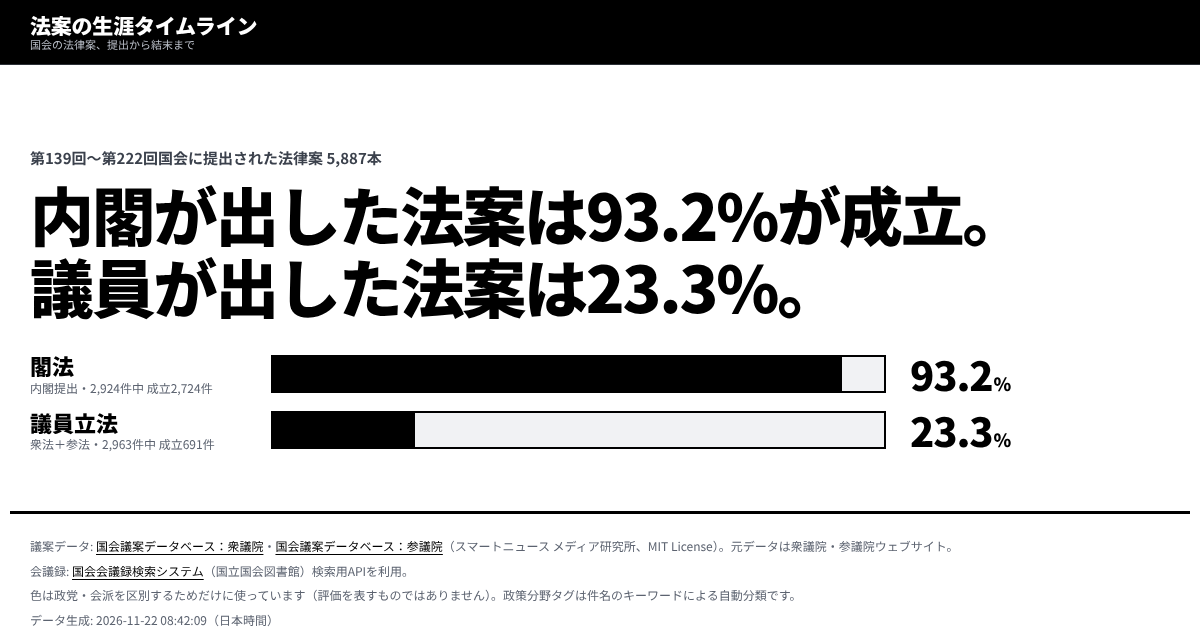 法案の生涯タイムライン
国会の法律案、提出から結末まで
第139回〜第222回国会に提出された法律案 5,887本
内閣が出した法案は93.2%が成立。
議員が出した法案は23.3%。
閣法
内閣提出・2,924件中 成立2,724件
93.2%
議員立法
衆法＋参法・2,963件中 成立691件
23.3%
議案データ: 国会議案データベース：衆議院・国会議案データベース：参議院（スマートニュース メディア研究所、MIT License）。元データは衆議院・参議院ウェブサイト。
会議録: 国会会議録検索システム（国立国会図書館）検索用APIを利用。
色は政党・会派を区別するためだけに使っています（評価を表すものではありません）。政策分野タグは件名のキーワードによる自動分類です。
データ生成: 2026-11-22 08:42:09（日本時間）